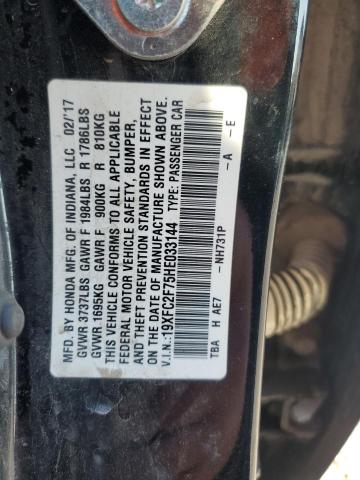 MFD. BY HONDA MFG. OF INDIANA, LLC 02/'17
GVWR 3737LBS GAWR F 1984LBS R 1786LBS
GVWR 1695KG GAWR F 900KG R 810KG
THIS VEHICLE CONFORMS TO ALL APPLICABLE
FEDERAL MOTOR VEHICLE SAFETY, BUMPER,
AND THEFT PREVENTION STANDARDS IN EFFECT
ON THE DATE OF MANUFACTURE SHOWN ABOVE.
V.I.N.:19XFC2F75HE033144 TYPE: PASSENGER CAR
-NH731P -A -E
TBA H AE7